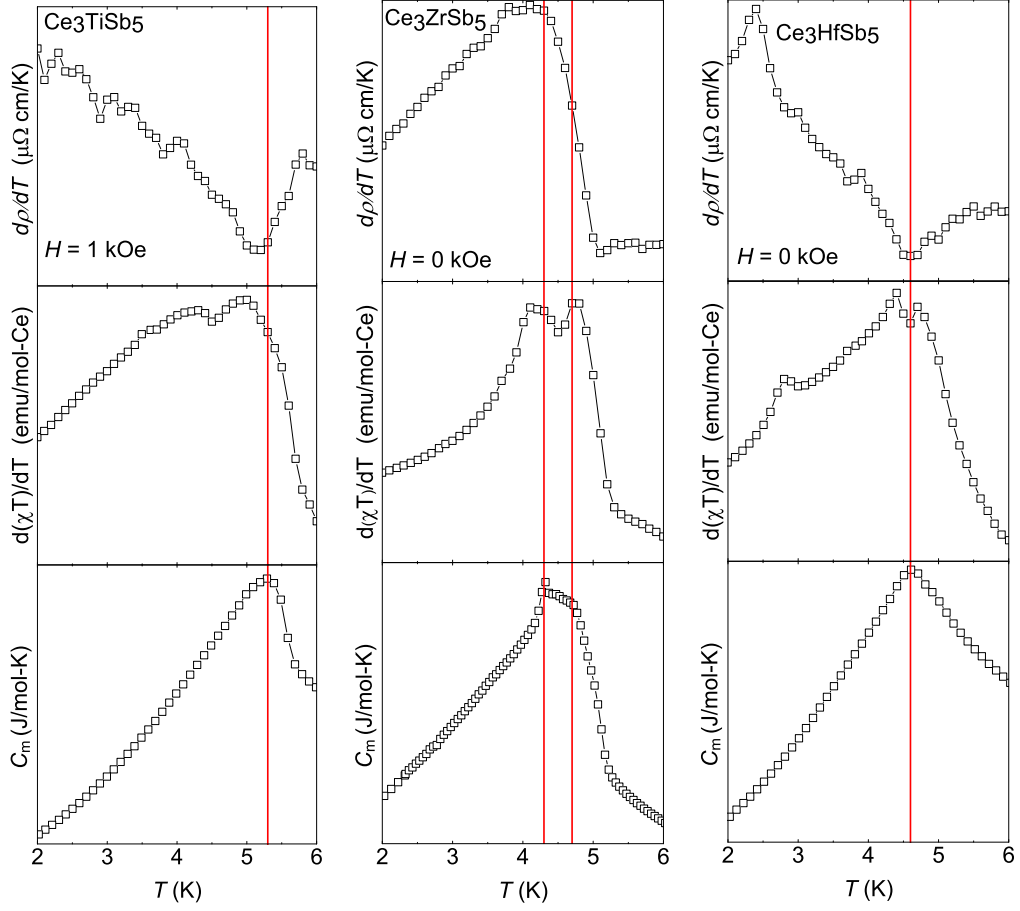 Ce3TiSb5
dρ/dT (μΩ cm/K)
H = 1 kOe
d(χT)/dT (emu/mol-Ce)
Cm (J/mol-K)
2 3 4 5 6
T (K)
Ce3ZrSb5
dρ/dT (μΩ cm/K)
H = 0 kOe
d(χT)/dT (emu/mol-Ce)
Cm (J/mol-K)
2 3 4 5 6
T (K)
Ce3HfSb5
dρ/dT (μΩ cm/K)
H = 0 kOe
d(χT)/dT (emu/mol-Ce)
Cm (J/mol-K)
2 3 4 5 6
T (K)